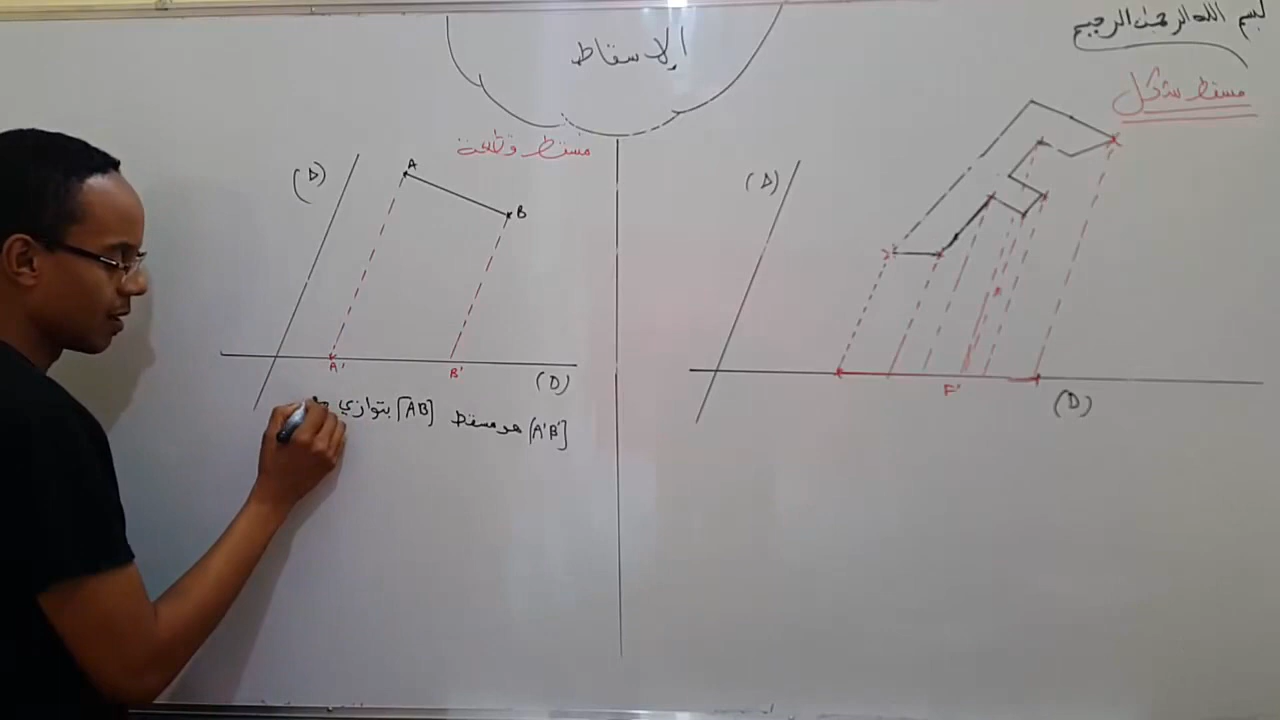 بسم الله الرحمن الرحيم
الإسقاط
مسقط شكل
مسقط قطعة
(Δ)
A
B
A'
B'
(D)
[A'B'] هو مسقط [AB] بتوازي
(Δ)
F'
(D)